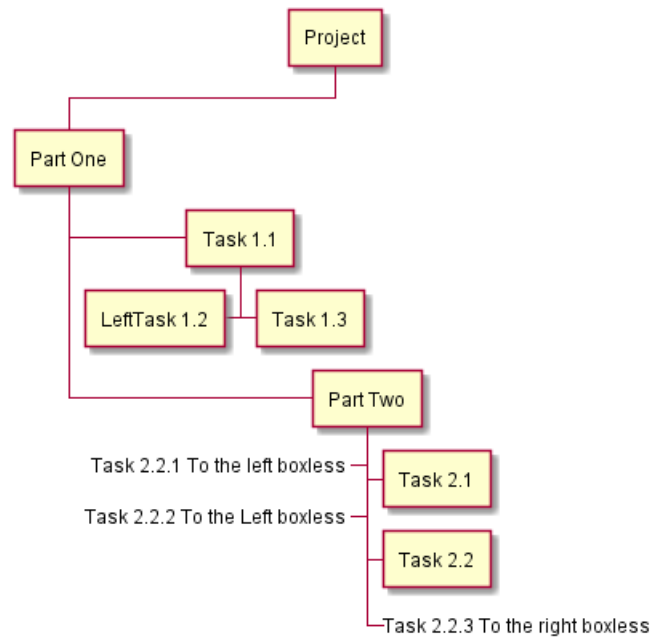 Project
Part One
Task 1.1
LeftTask 1.2
Task 1.3
Part Two
Task 2.2.1 To the left boxless
Task 2.1
Task 2.2.2 To the Left boxless
Task 2.2
Task 2.2.3 To the right boxless